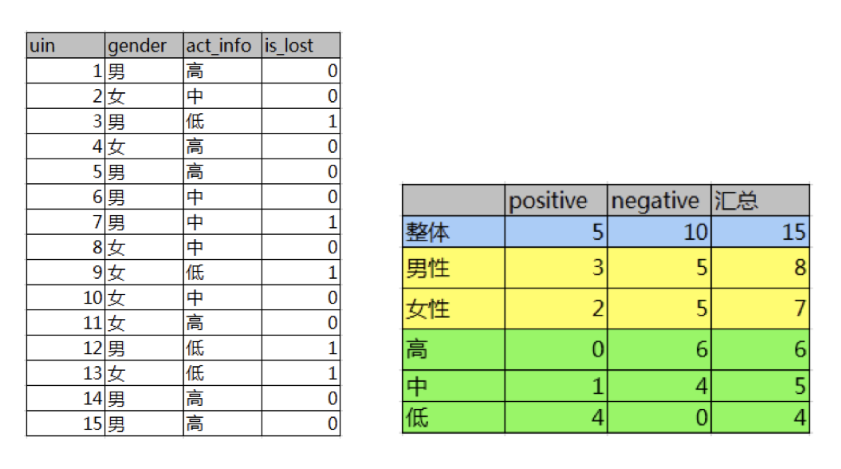 uin gender act_info is_lost
1 男 高 0
2 女 中 0
3 男 低 1
4 女 高 0
5 男 高 0
6 男 中 0
7 男 中 1
8 女 中 0
9 女 低 1
10 女 中 0
11 女 高 0
12 男 低 1
13 女 低 1
14 男 高 0
15 男 高 0
positive negative 汇总
整体 5 10 15
男性 3 5 8
女性 2 5 7
高 0 6 6
中 1 4 5
低 4 0 4